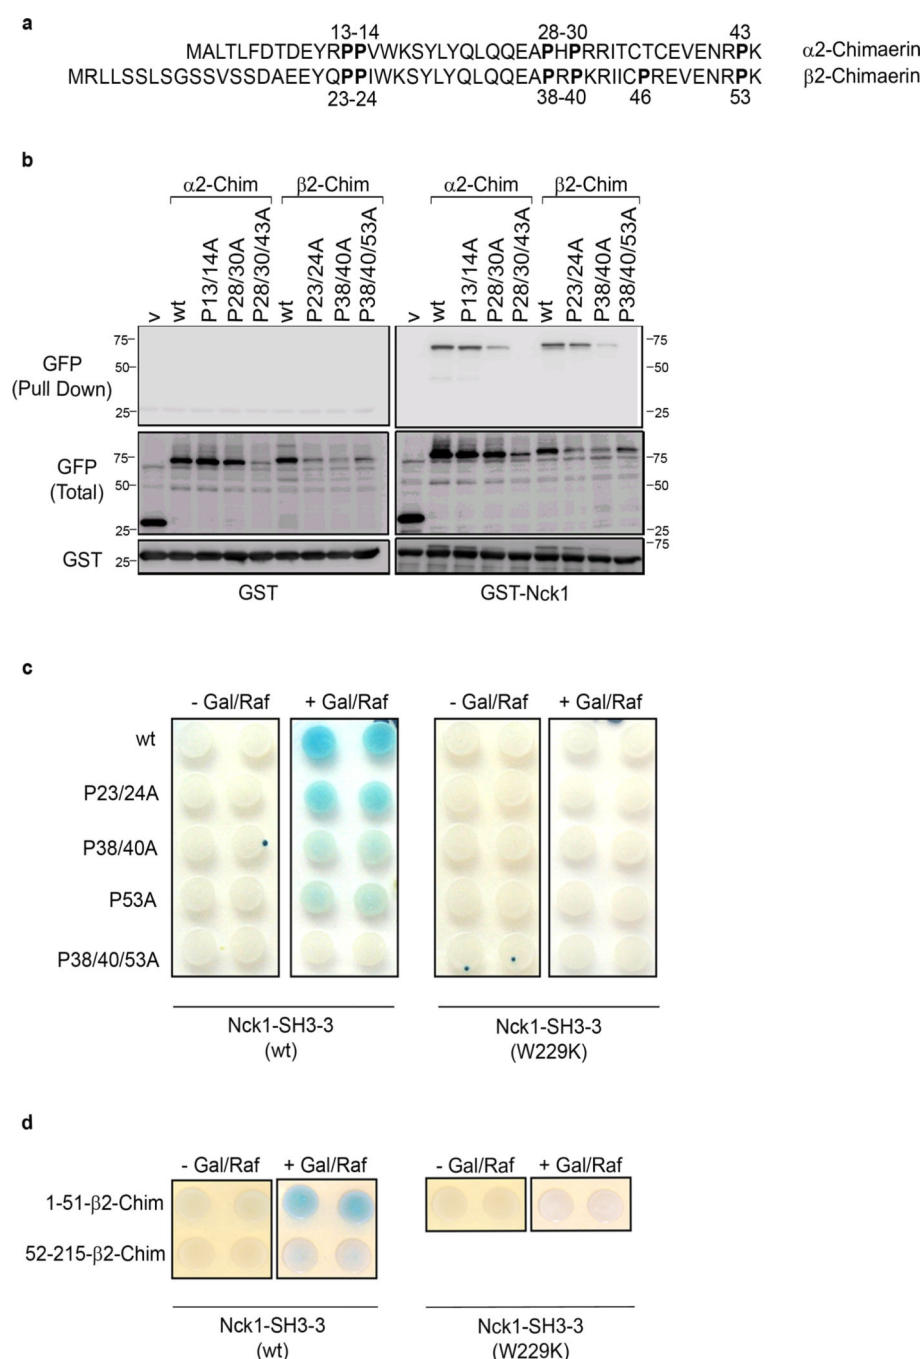 a
13-14 28-30 43
MALTLFDTDEYRPPVWKSYLYQLQQEAPHPRRITCTCEVENRPK α2-Chimaerin
MRLLSSLSGSSVSSDAEEYQPPIWKSYLYQLQQEAPRPKRIICPREVENRPK β2-Chimaerin
23-24 38-40 46 53
b
α2-Chim β2-Chim α2-Chim β2-Chim
v wt P13/14A P28/30A P28/30/43A wt P23/24A P38/40A P38/40/53A v wt P13/14A P28/30A P28/30/43A wt P23/24A P38/40A P38/40/53A
GFP
(Pull Down)
75 50 25 75 50 25
GFP
(Total)
75 50 25 75 50 25
GST
25 75
GST GST-Nck1
c
- Gal/Raf + Gal/Raf - Gal/Raf + Gal/Raf
wt
P23/24A
P38/40A
P53A
P38/40/53A
Nck1-SH3-3 Nck1-SH3-3
(wt) (W229K)
d
- Gal/Raf + Gal/Raf - Gal/Raf + Gal/Raf
1-51-β2-Chim
52-215-β2-Chim
Nck1-SH3-3 Nck1-SH3-3
(wt) (W229K)